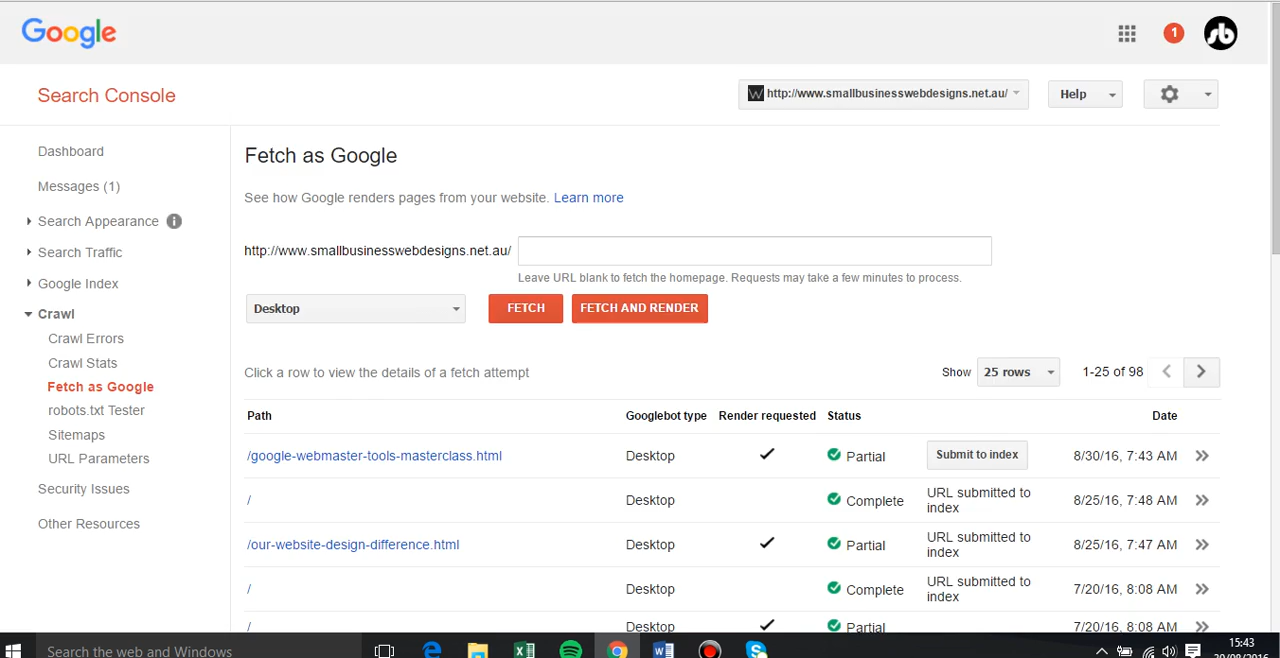 Google
1
sb
Search Console
W http://www.smallbusinesswebdesigns.net.au/
Help
Dashboard
Messages (1)
Search Appearance i
Search Traffic
Google Index
Crawl
Crawl Errors
Crawl Stats
Fetch as Google
robots.txt Tester
Sitemaps
URL Parameters
Security Issues
Other Resources
Fetch as Google
See how Google renders pages from your website. Learn more
http://www.smallbusinesswebdesigns.net.au/
Leave URL blank to fetch the homepage. Requests may take a few minutes to process.
Desktop
FETCH
FETCH AND RENDER
Click a row to view the details of a fetch attempt
Show 25 rows 1-25 of 98
Path Googlebot type Render requested Status Date
/google-webmaster-tools-masterclass.html Desktop Partial Submit to index 8/30/16, 7:43 AM
/ Desktop Complete URL submitted to index 8/25/16, 7:48 AM
/our-website-design-difference.html Desktop Partial URL submitted to index 8/25/16, 7:47 AM
/ Desktop Complete URL submitted to index 7/20/16, 8:08 AM
/ Desktop Partial 7/20/16, 8:08 AM
Search the web and Windows
15:43